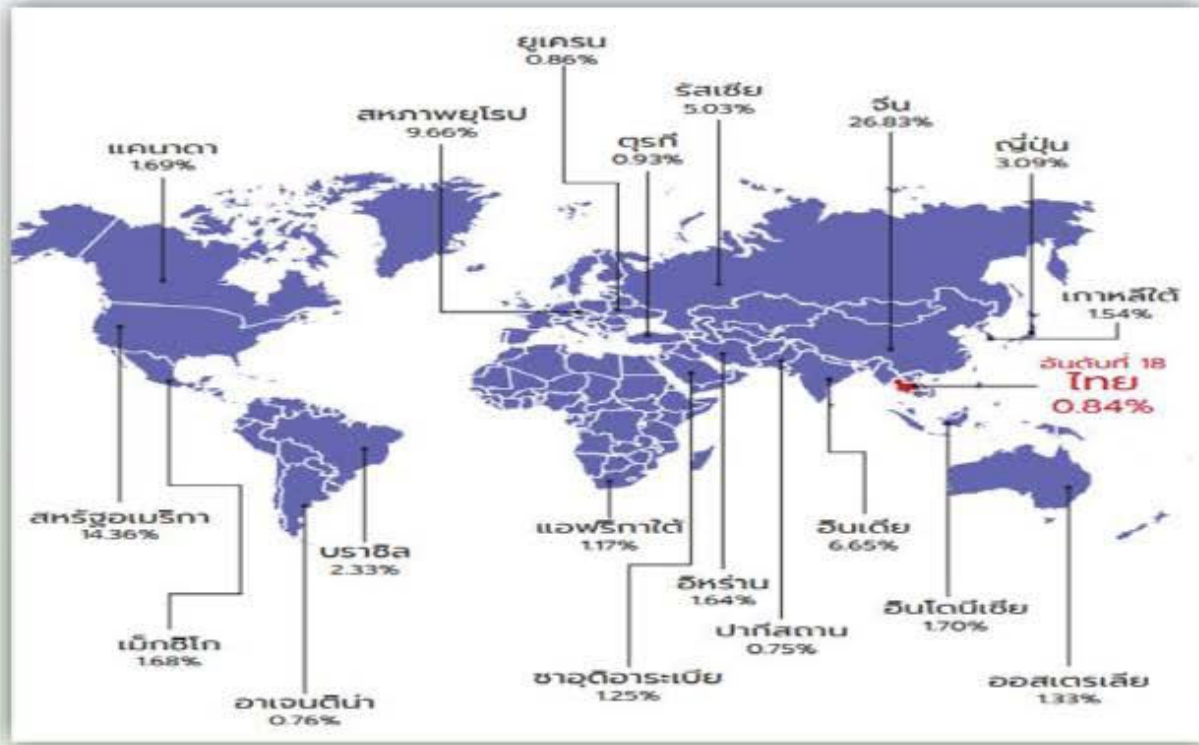 ยูเครน
0.86%
สหภาพยุโรป
9.66%
รัสเซีย
5.03%
จีน
26.83%
แคนาดา
1.69%
ตุรกี
0.93%
ญี่ปุ่น
3.09%
เกาหลีใต้
1.54%
อันดับที่ 18
ไทย
0.84%
สหรัฐอเมริกา
14.36%
บราซิล
2.33%
แอฟริกาใต้
1.17%
อินเดีย
6.65%
อิหร่าน
1.64%
อินโดนีเซีย
1.70%
เม็กซิโก
1.68%
ปากีสถาน
0.75%
ซาอุดิอาระเบีย
1.25%
ออสเตรเลีย
1.33%
อาเจนติน่า
0.76%